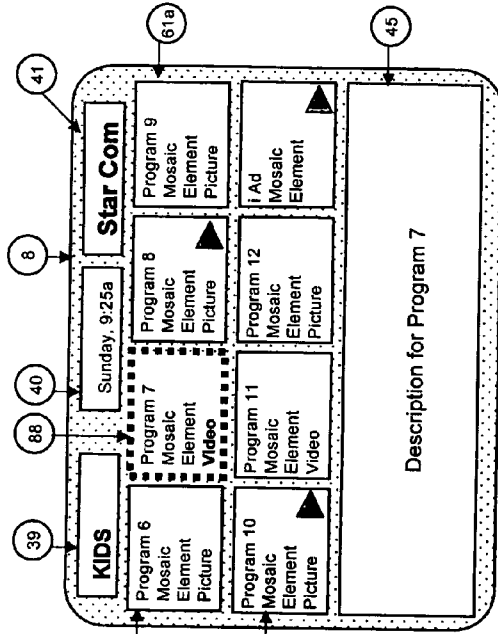 39
88
40
8
41
KIDS
Sunday, 9:25a
Star Com
61a
Program 6
Mosaic
Element
Picture
Program 7
Mosaic
Element
Video
Program 8
Mosaic
Element
Picture
Program 9
Mosaic
Element
Picture
Program 10
Mosaic
Element
Picture
Program 11
Mosaic
Element
Video
Program 12
Mosaic
Element
Picture
i Ad
Mosaic
Element
45
Description for Program 7